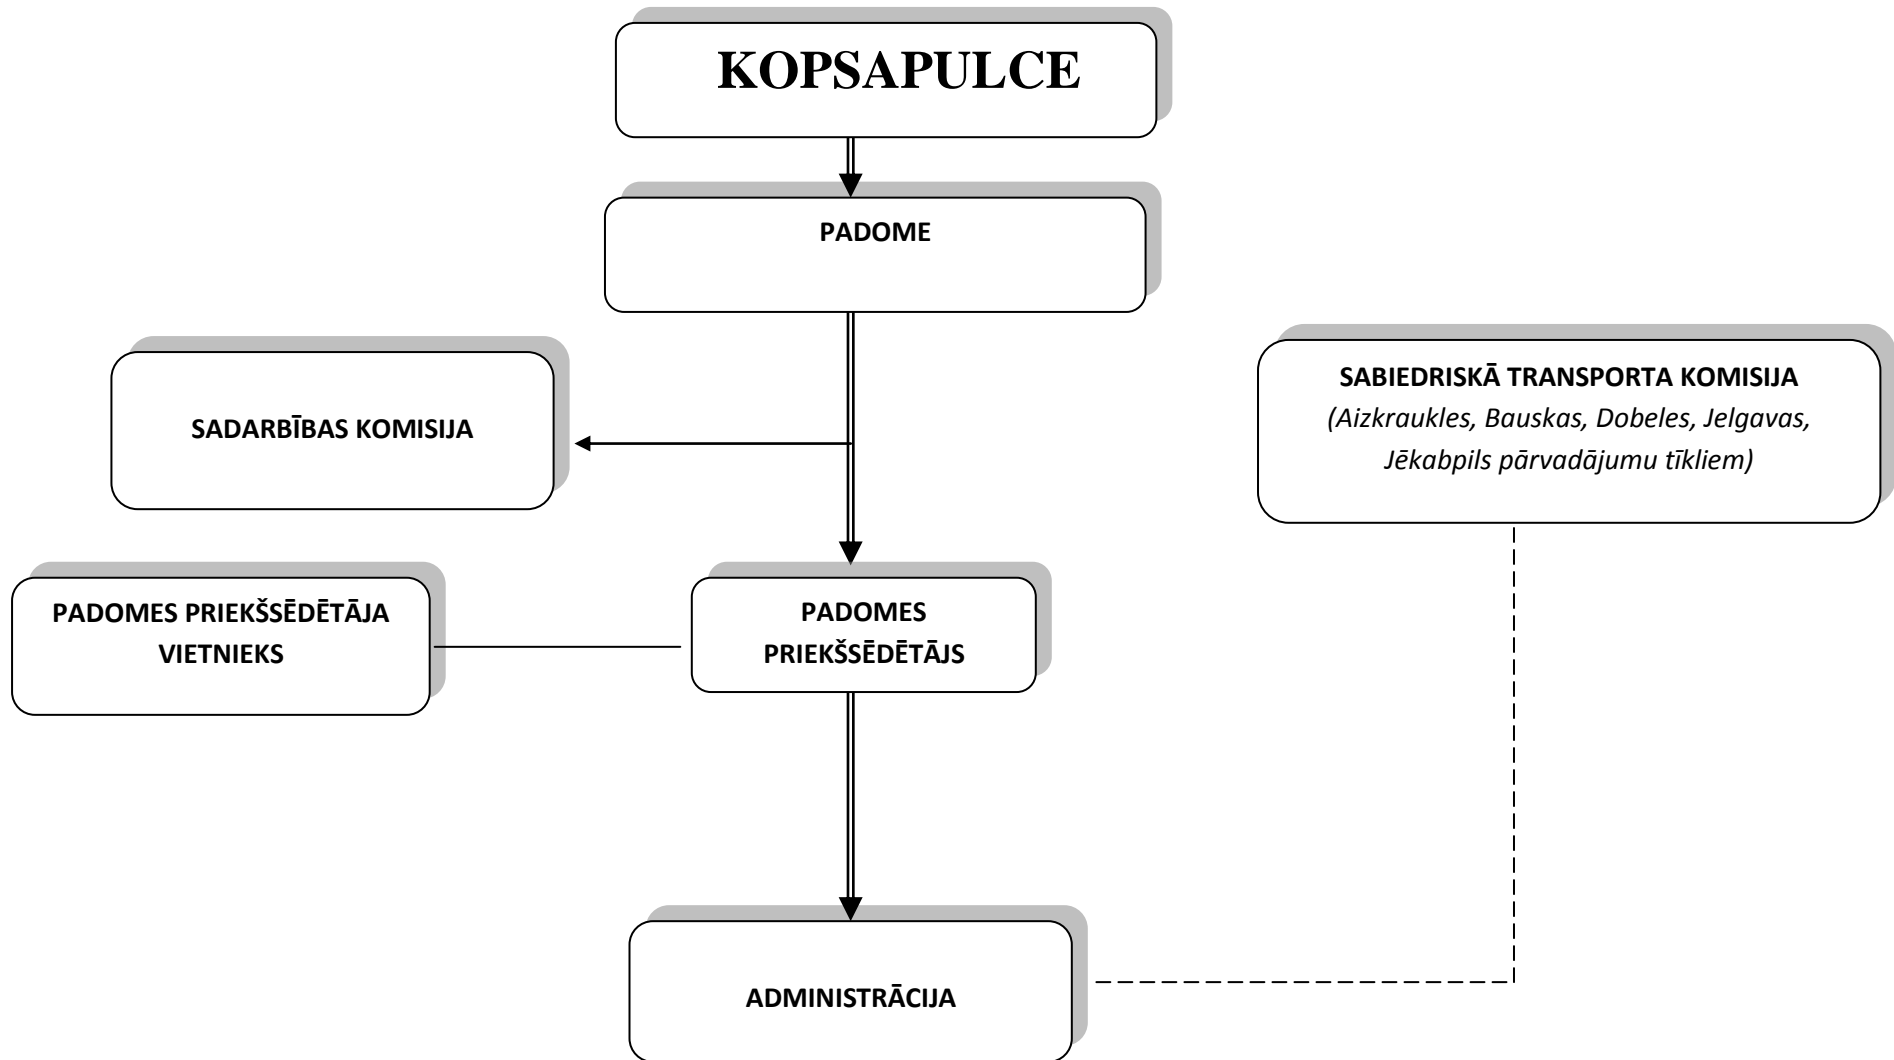 KOPSAPULCE
PADOME
SADARBĪBAS KOMISIJA
SABIEDRISKĀ TRANSPORTA KOMISIJA
(Aizkraukles, Bauskas, Dobeles, Jelgavas,
Jēkabpils pārvadājumu tīkliem)
PADOMES PRIEKŠSĒDĒTĀJA
VIETNIEKS
PADOMES
PRIEKŠSĒDĒTĀJS
ADMINISTRĀCIJA